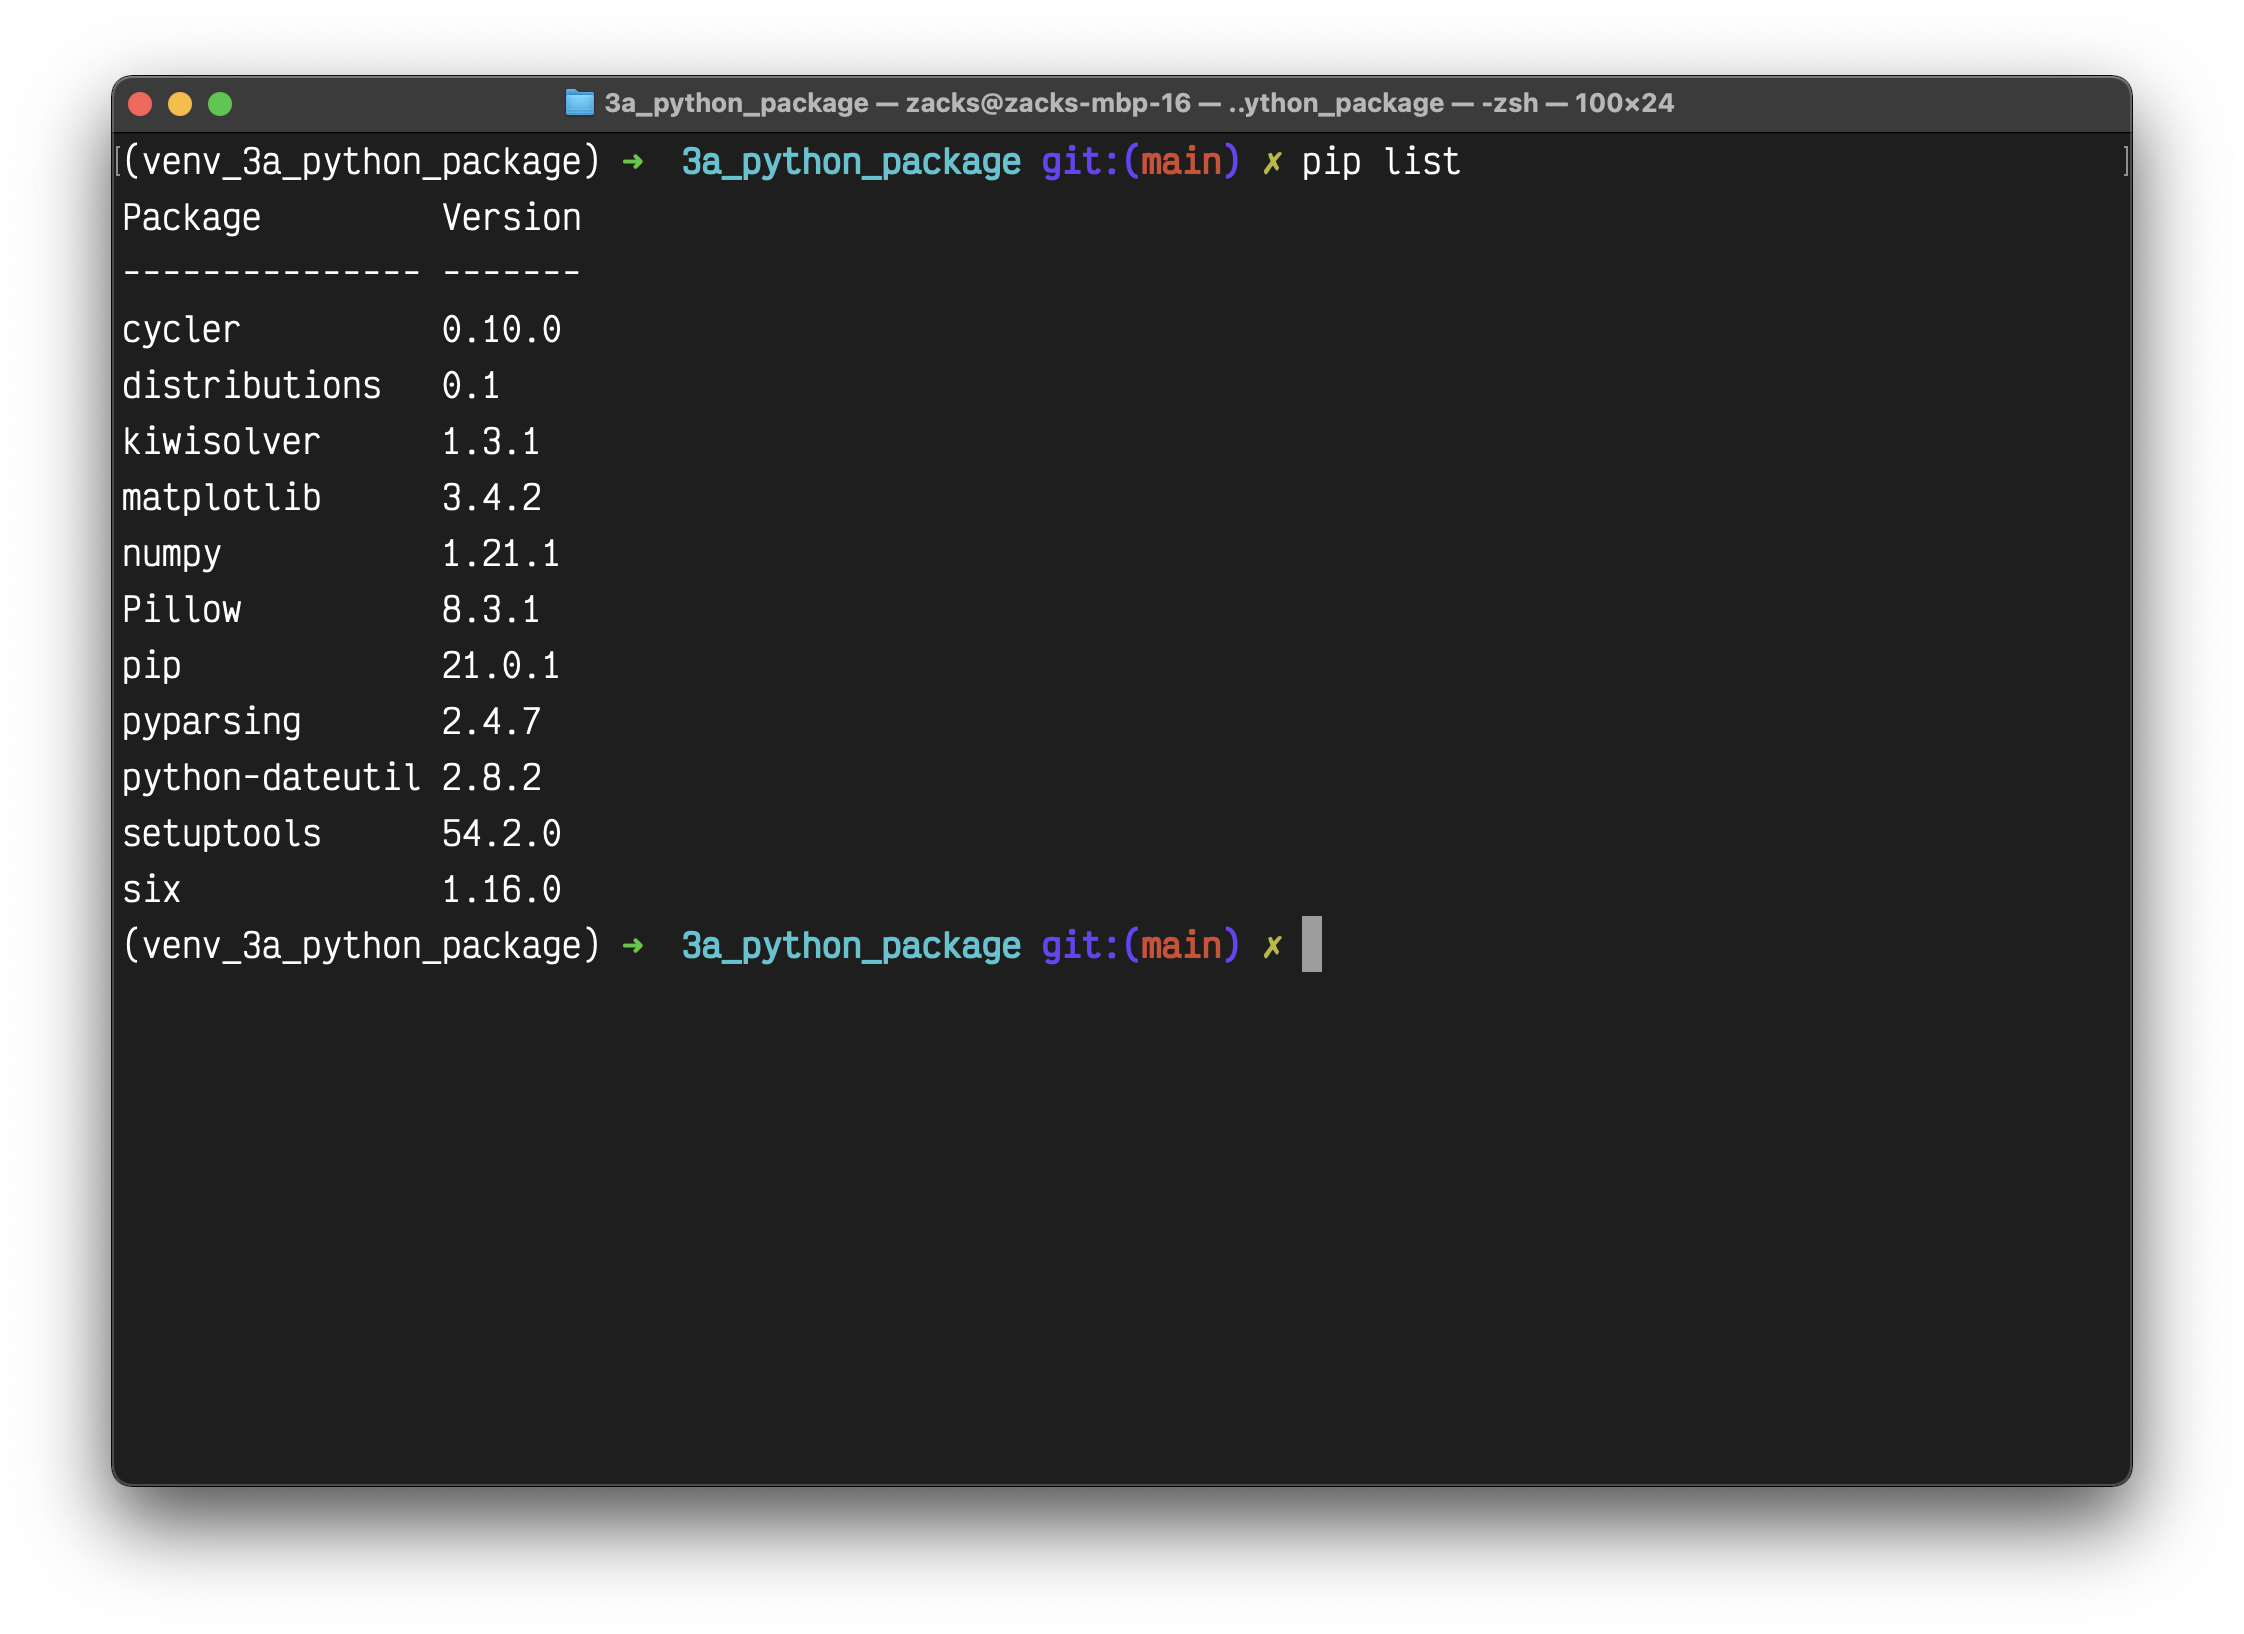 3a_python_package — zacks@zacks-mbp-16 — ..ython_package — -zsh — 100×24
[(venv_3a_python_package) ➜  3a_python_package git:(main) ✗ pip list ]
Package         Version
--------------- -------
cycler          0.10.0
distributions   0.1
kiwisolver      1.3.1
matplotlib      3.4.2
numpy           1.21.1
Pillow          8.3.1
pip             21.0.1
pyparsing       2.4.7
python-dateutil 2.8.2
setuptools      54.2.0
six             1.16.0
(venv_3a_python_package) ➜  3a_python_package git:(main) ✗